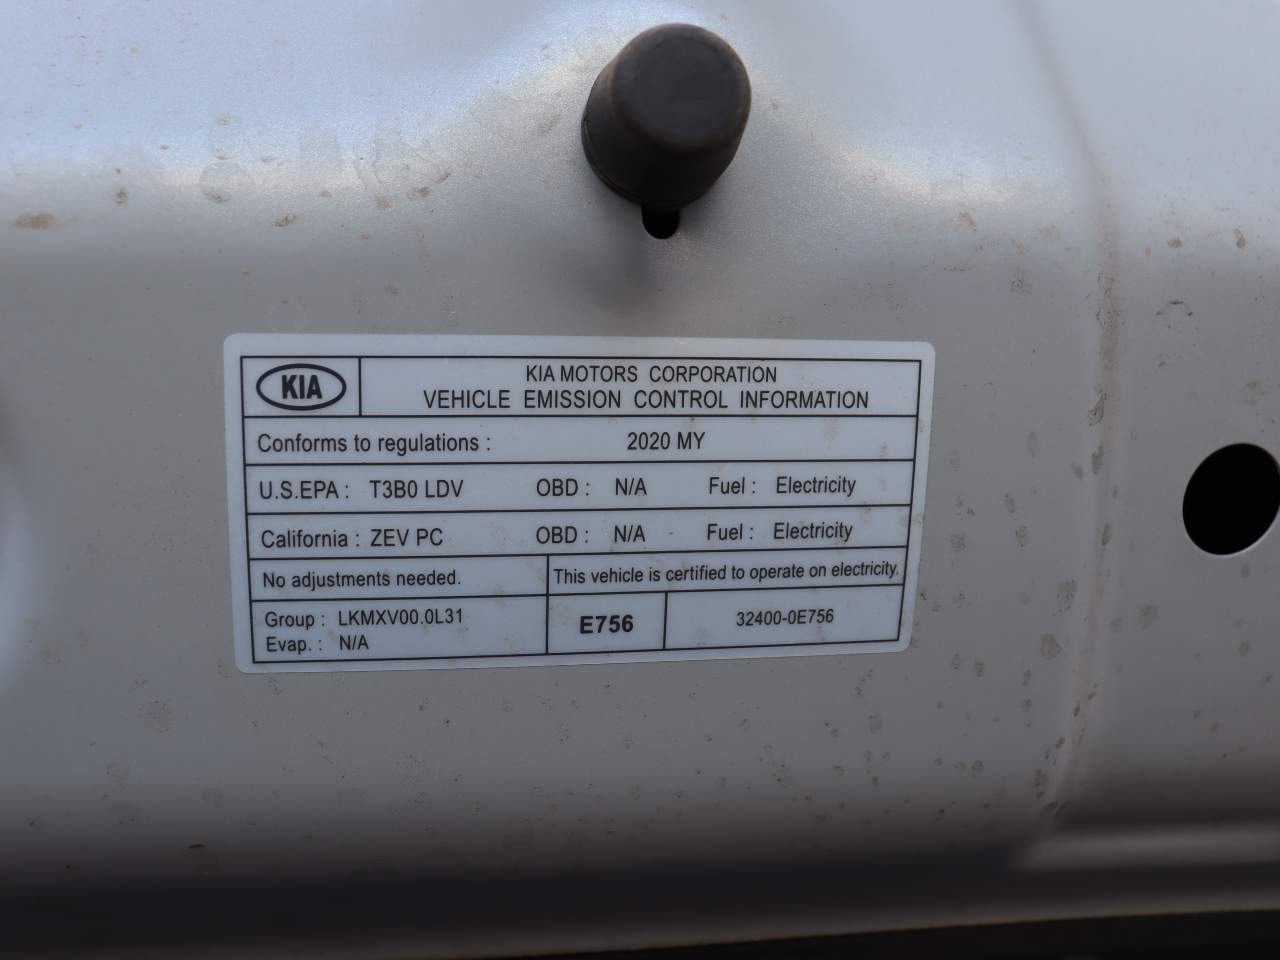 KIA
KIA MOTORS CORPORATION
VEHICLE EMISSION CONTROL INFORMATION
Conforms to regulations : 2020 MY
U.S.EPA : T3B0 LDV OBD : N/A Fuel : Electricity
California : ZEV PC OBD : N/A Fuel : Electricity
No adjustments needed. This vehicle is certified to operate on electricity.
Group : LKMXV00.0L31
Evap. : N/A
E756
32400-0E756